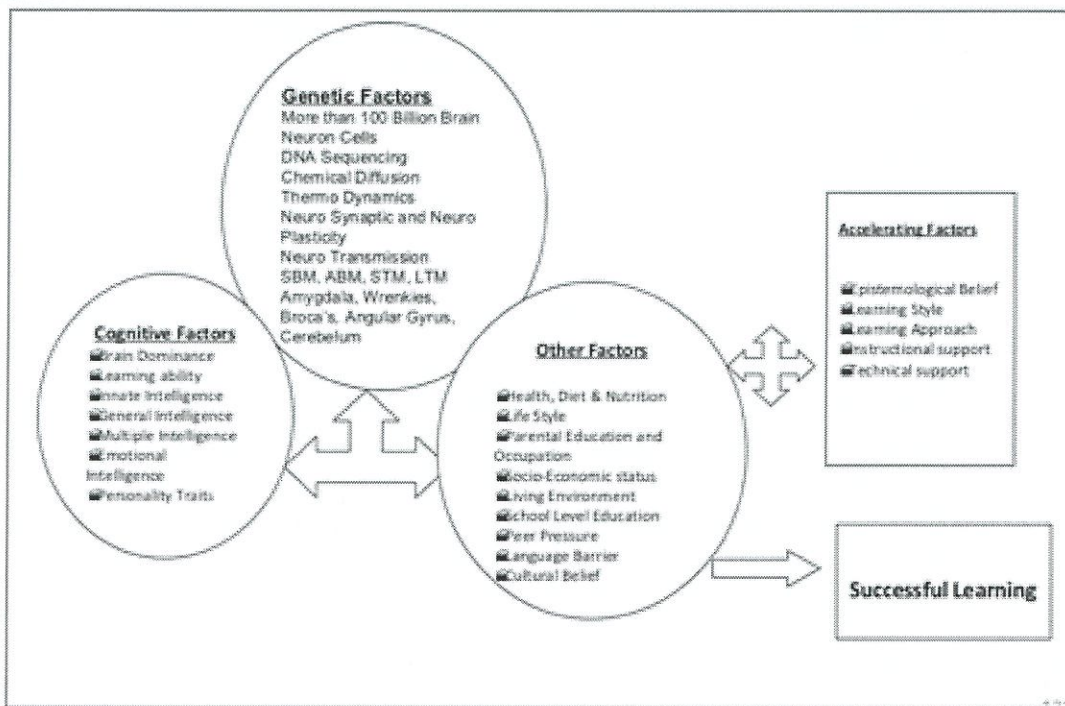 Genetic Factors
More than 100 Billion Brain
Neuron Cells
DNA Sequencing
Chemical Diffusion
Thermo Dynamics
Neuro Synaptic and Neuro
Plasticity
Neuro Transmission
SBM, ABM, STM, LTM
Amygdala, Wrenkies,
Broca's, Angular Gyrus,
Cerebelum
Cognitive Factors
Brain Dominance
Learning ability
Innate Intelligence
General Intelligence
Multiple Intelligence
Emotional
Intelligence
Personality Traits
Other Factors
Health, Diet & Nutrition
Life Style
Parental Education and
Occupation
Socio-Economic status
Living Environment
School Level Education
Peer Pressure
Language Barrier
Cultural Belief
Accelerating Factors
Epistemological Belief
Learning Style
Learning Approach
Instructional support
Technical support
Successful Learning